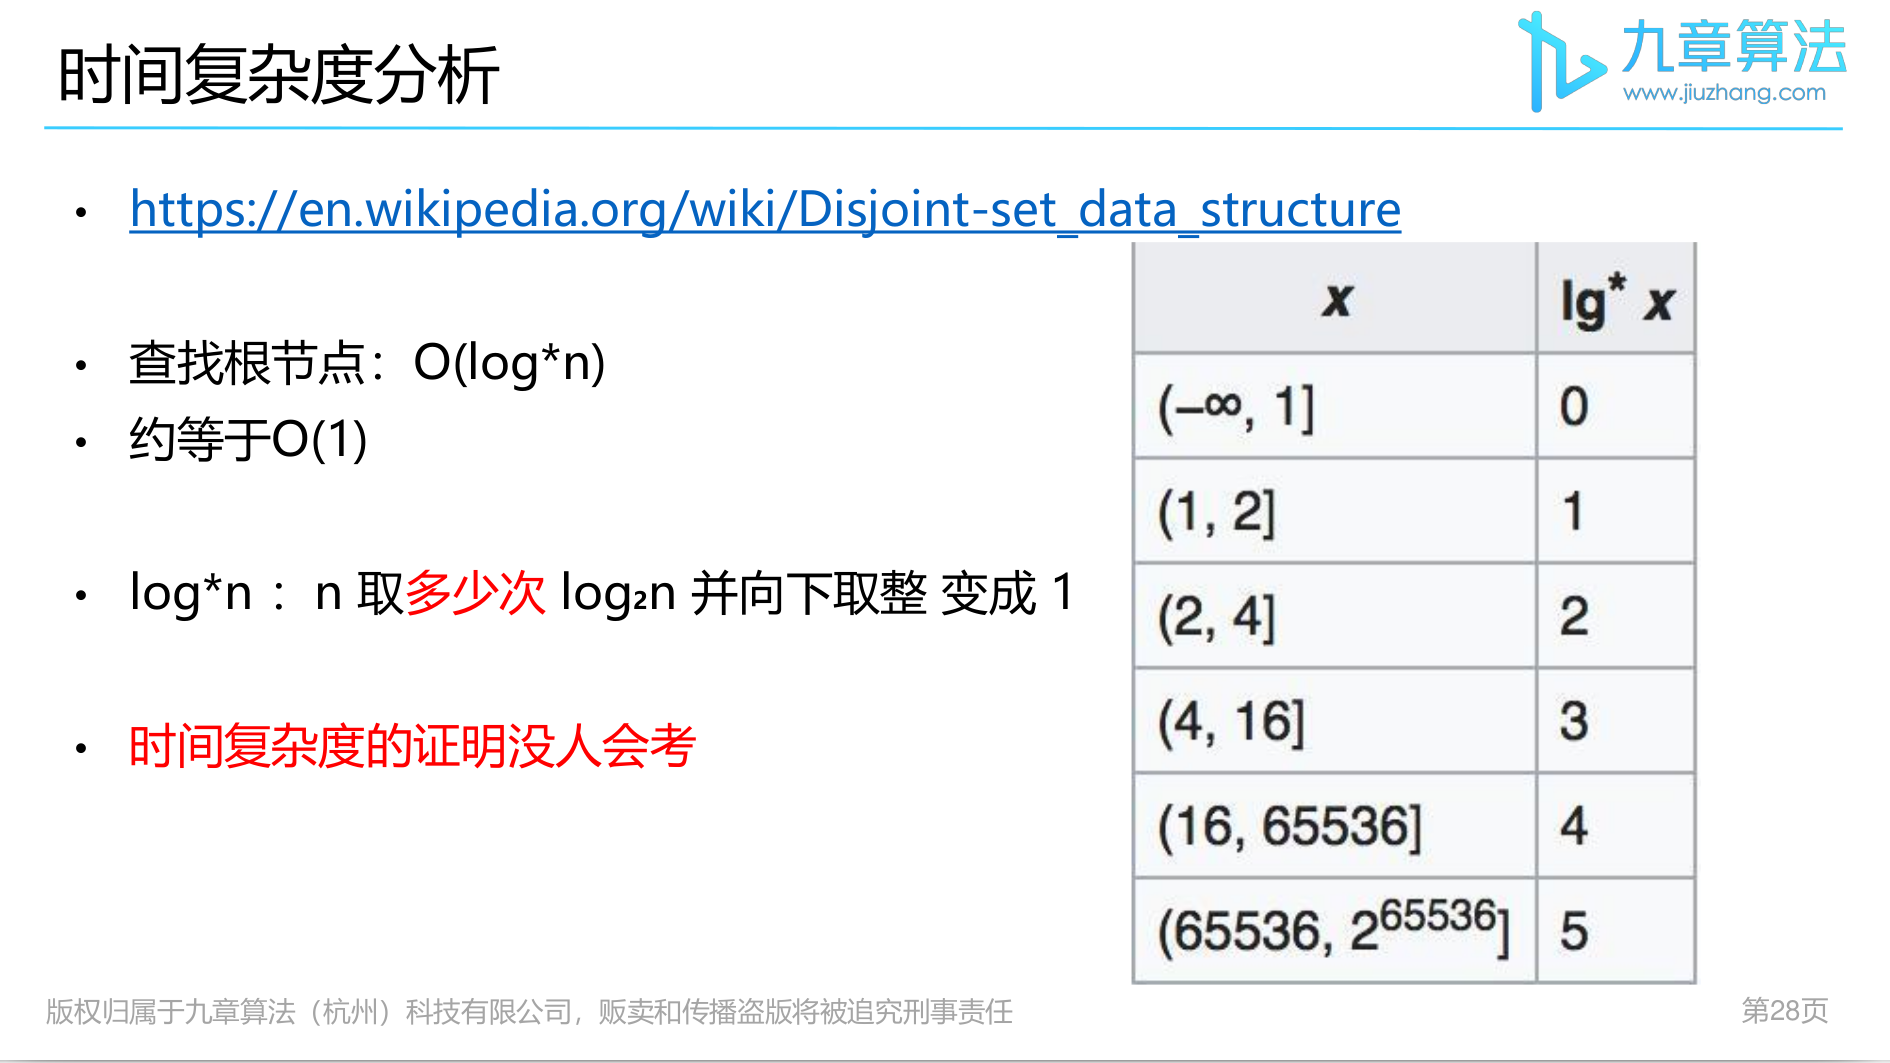 时间复杂度分析
九章算法
www.jiuzhang.com
• https://en.wikipedia.org/wiki/Disjoint-set_data_structure
• 查找根节点：O(log*n)
• 约等于O(1)
• log*n ：n 取多少次 log₂n 并向下取整 变成 1
• 时间复杂度的证明没人会考
x lg* x
(–∞, 1] 0
(1, 2] 1
(2, 4] 2
(4, 16] 3
(16, 65536] 4
(65536, 2^65536] 5
版权归属于九章算法（杭州）科技有限公司，贩卖和传播盗版将被追究刑事责任
第28页